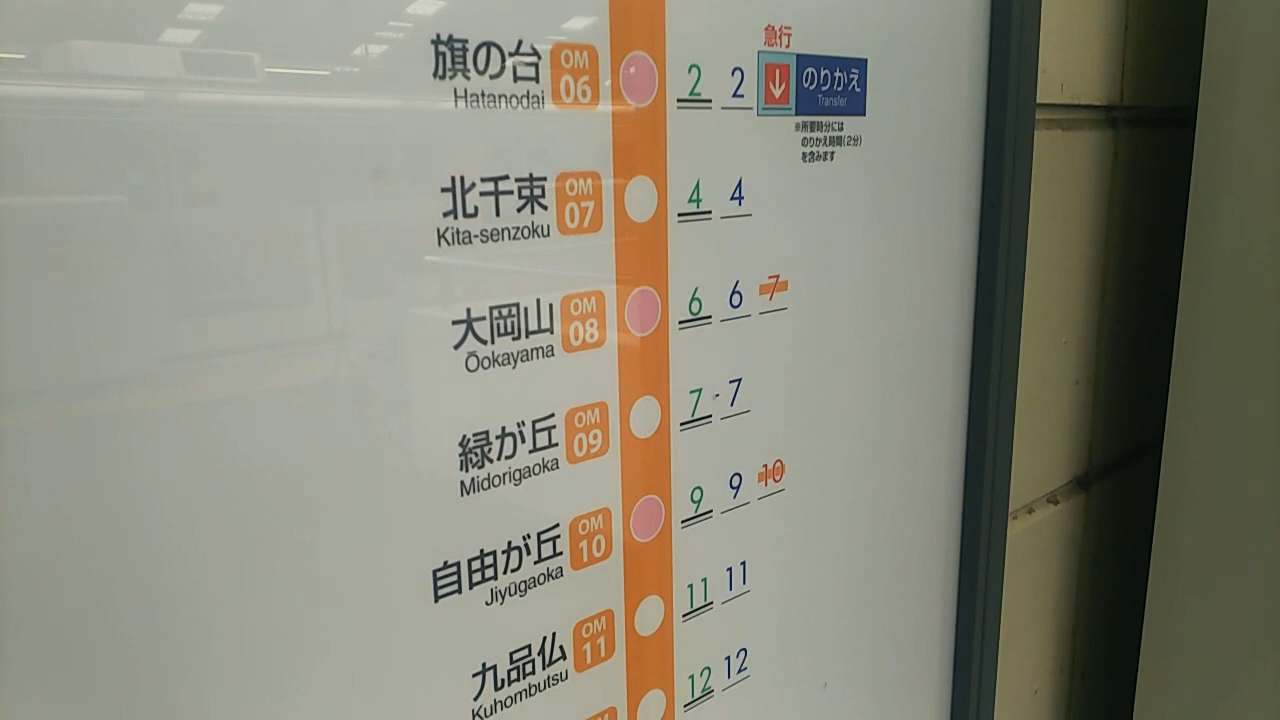 急行
旗の台 OM 06 2 2 のりかえ
Hatanodai Transfer
※所要時分には
のりかえ時間(2分)
を含みます
北千束 OM 07 4 4
Kita-senzoku
大岡山 OM 08 6 6 7
Ōokayama
緑が丘 OM 09 7 7
Midorigaoka
自由が丘 OM 10 9 9 10
Jiyūgaoka
九品仏 OM 11 11 11
Kuhombutsu
12 12